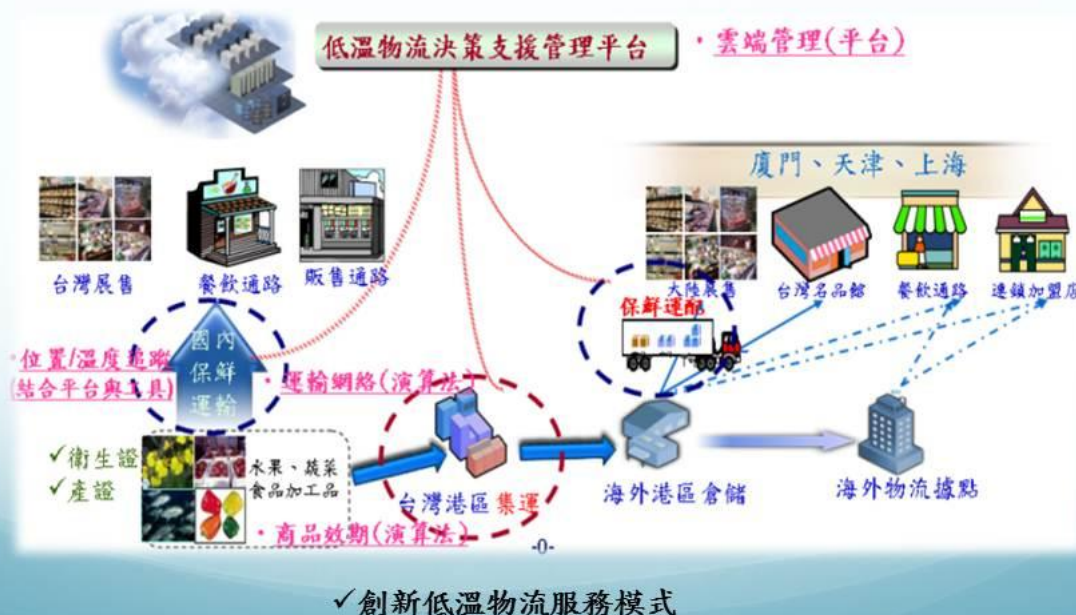 低溫物流決策支援管理平台
・雲端管理(平台)
廈門、天津、上海
台灣展售
餐飲通路
販售通路
大陸展售
台灣名品館
餐飲通路
連鎖加盟店
保鮮運配
國內
保鮮
運輸
・位置/溫度追蹤
(結合平台與工具)
・運輸網絡(演算法)
✓衛生證
✓產證
水果、蔬菜
食品加工品
台灣港區集運
海外港區倉儲
海外物流據點
・商品效期(演算法)
-0-
✓創新低溫物流服務模式